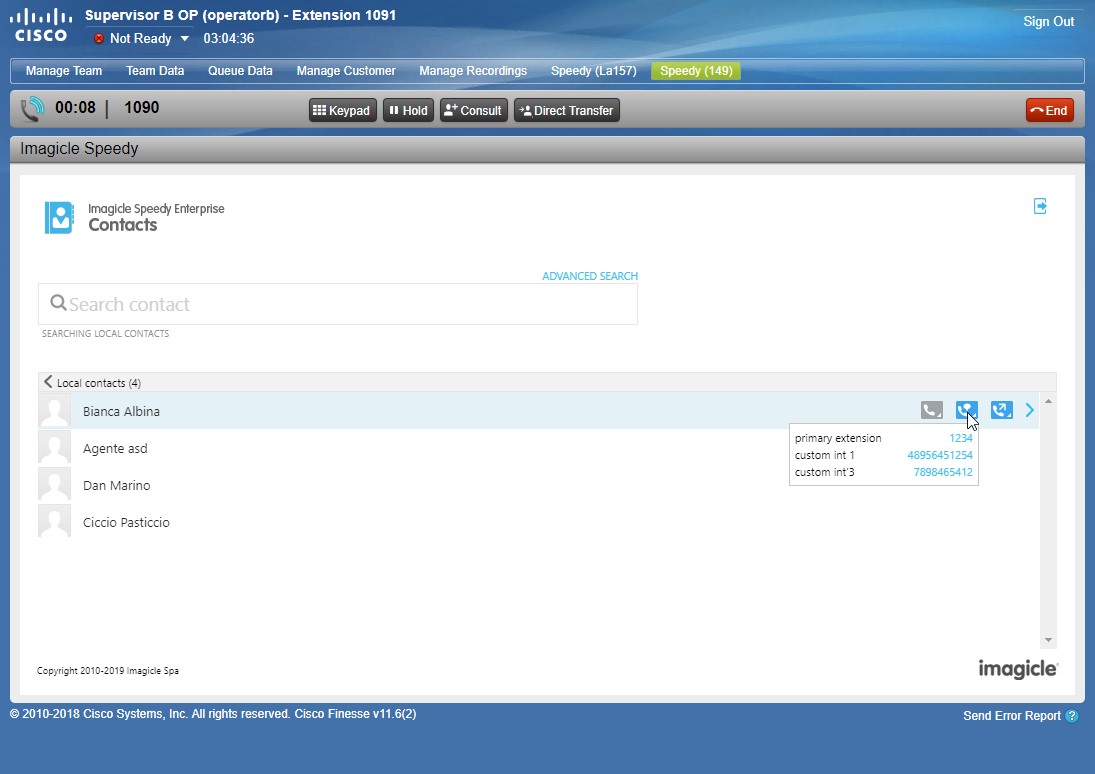 Supervisor B OP (operatorb) - Extension 1091
Sign Out
CISCO
Not Ready 03:04:36
Manage Team Team Data Queue Data Manage Customer Manage Recordings Speedy (La157) Speedy (149)
00:08 | 1090 Keypad Hold Consult Direct Transfer End
Imagicle Speedy
Imagicle Speedy Enterprise
Contacts
ADVANCED SEARCH
Search contact
SEARCHING LOCAL CONTACTS
Local contacts (4)
Bianca Albina
primary extension 1234
custom int 1 48956451254
custom int'3 7898465412
Agente asd
Dan Marino
Ciccio Pasticcio
Copyright 2010-2019 Imagicle Spa
imagicle
© 2010-2018 Cisco Systems, Inc. All rights reserved. Cisco Finesse v11.6(2)
Send Error Report ?